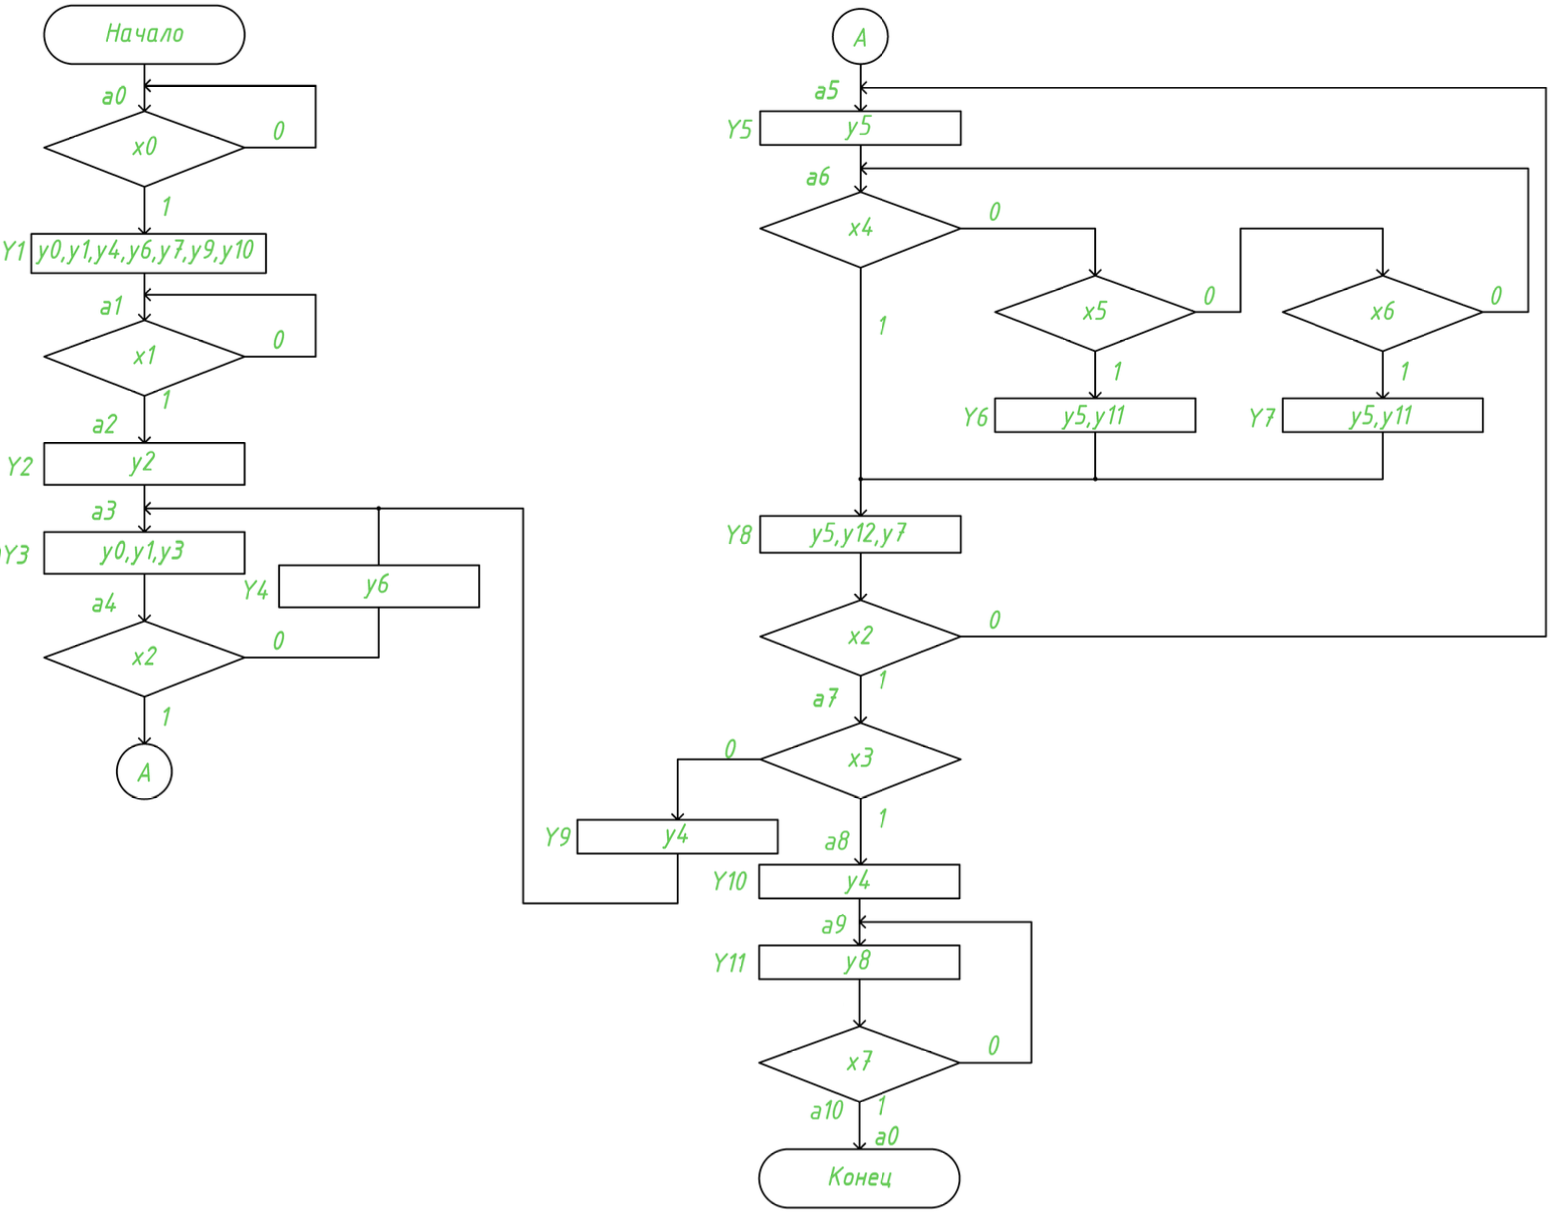 Начало
a0
x0
0
1
Y1
y0,y1,y4,y6,y7,y9,y10
a1
x1
0
1
a2
Y2
y2
a3
Y3
y0,y1,y3
a4
Y4
y6
x2
0
1
A
A
a5
Y5
y5
a6
x4
0
1
x5
0
1
x6
0
1
Y6
y5,y11
Y7
y5,y11
Y8
y5,y12,y7
x2
0
1
a7
x3
0
1
Y9
y4
a8
Y10
y4
a9
Y11
y8
x7
0
1
a10
a0
Конец